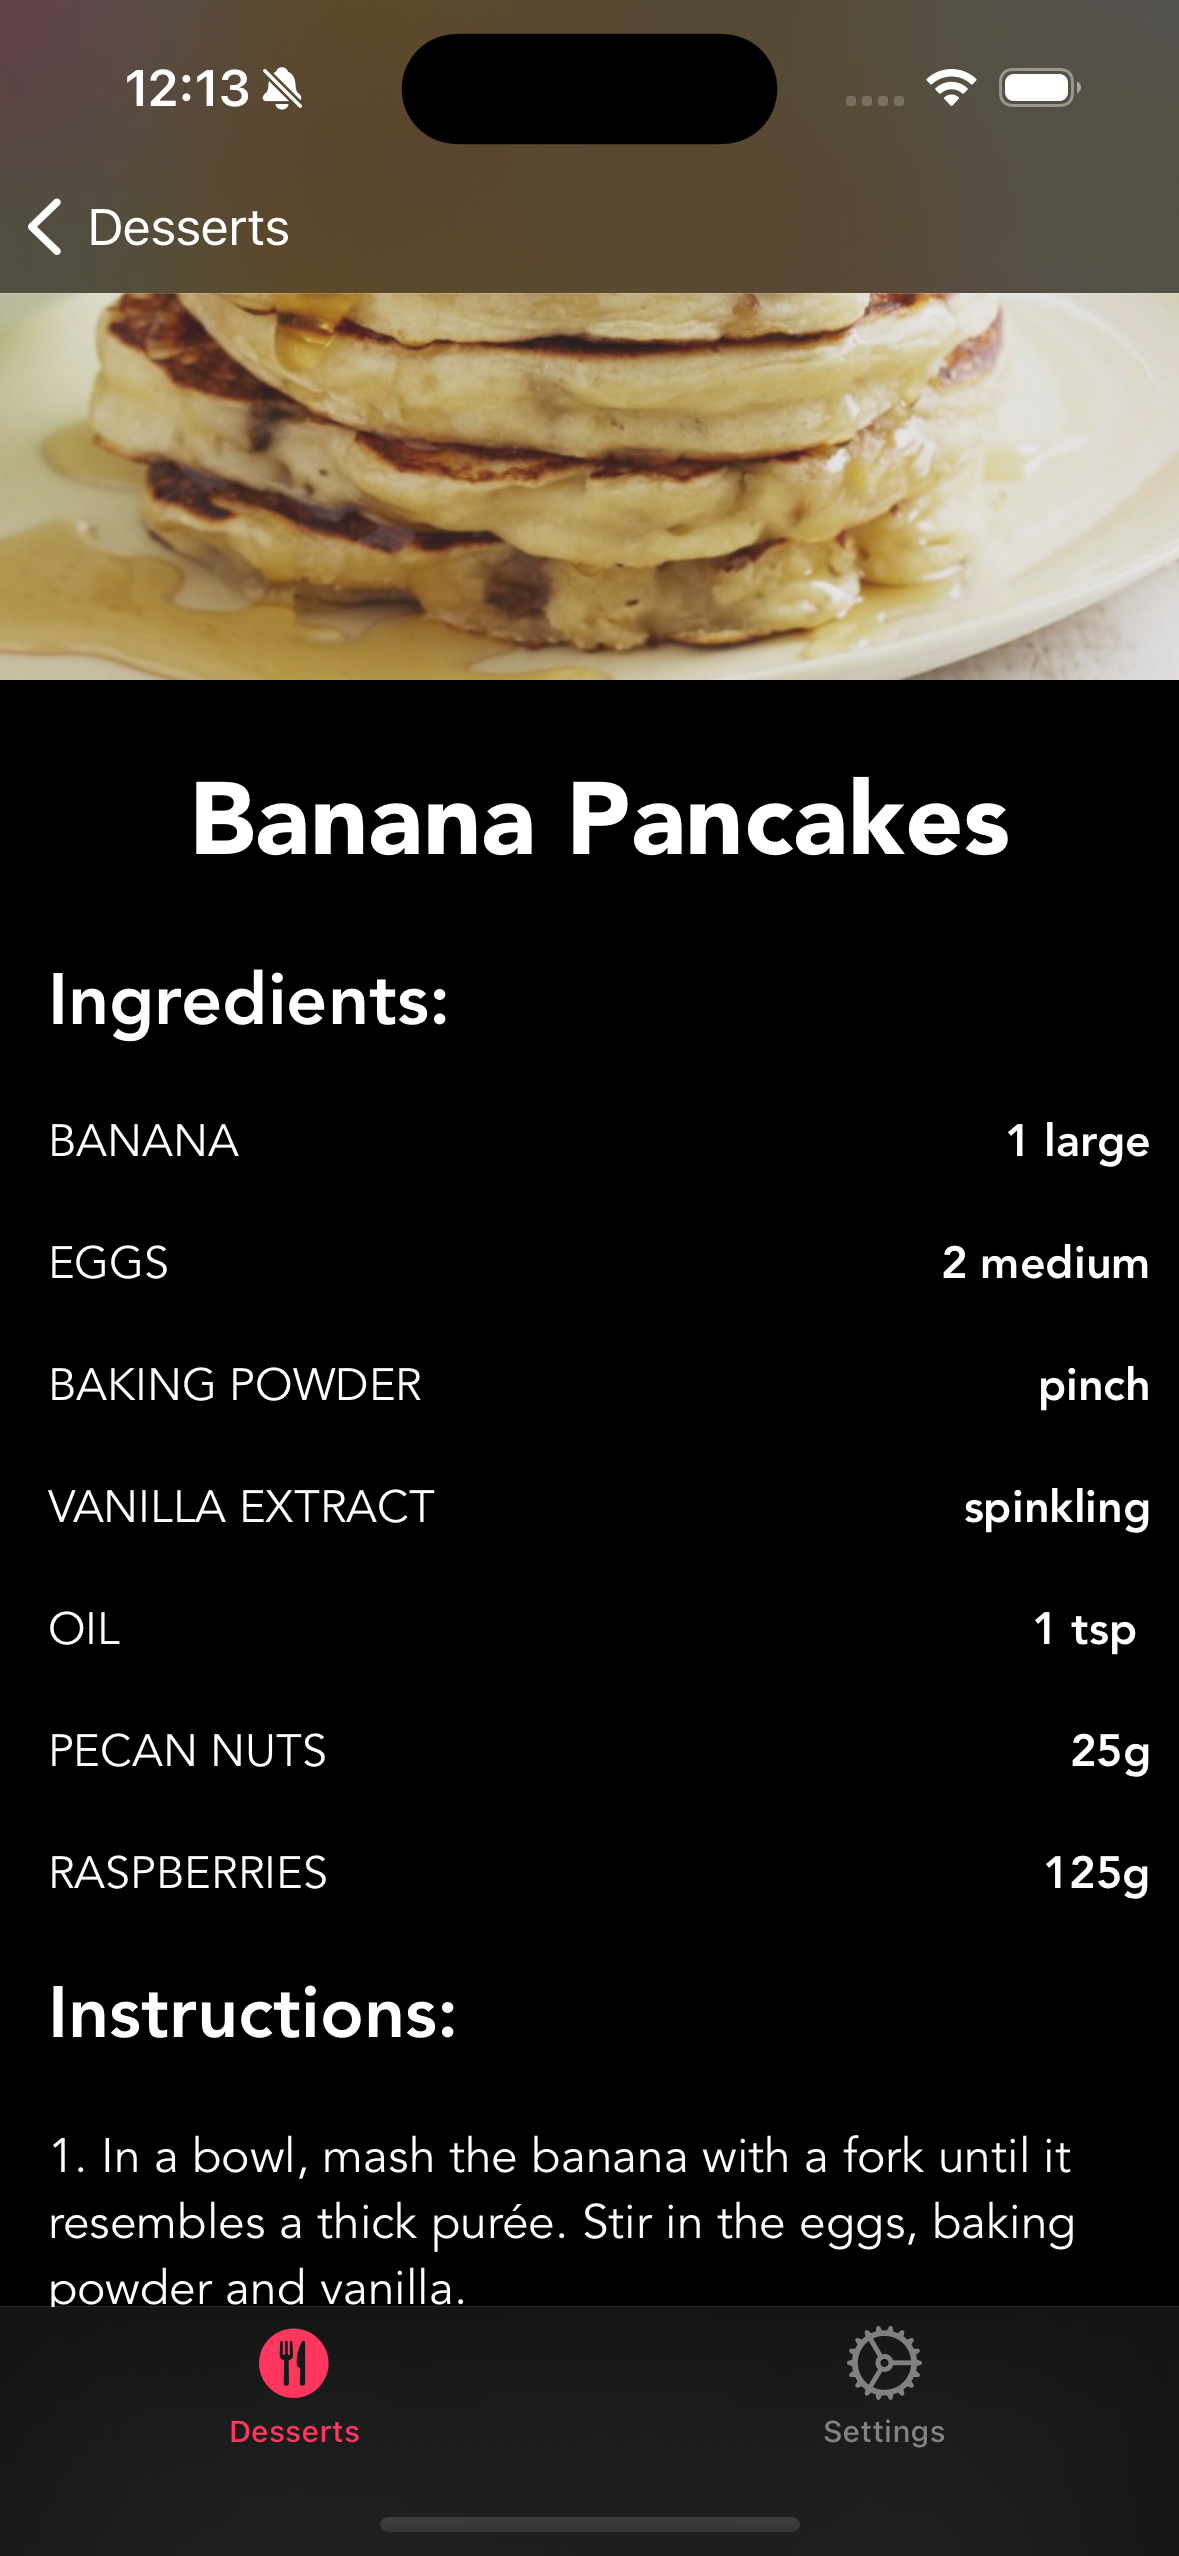 12:13
Desserts
Banana Pancakes
Ingredients:
BANANA 1 large
EGGS 2 medium
BAKING POWDER pinch
VANILLA EXTRACT spinkling
OIL 1 tsp
PECAN NUTS 25g
RASPBERRIES 125g
Instructions:
1. In a bowl, mash the banana with a fork until it
resembles a thick purée. Stir in the eggs, baking
powder and vanilla.
Desserts Settings